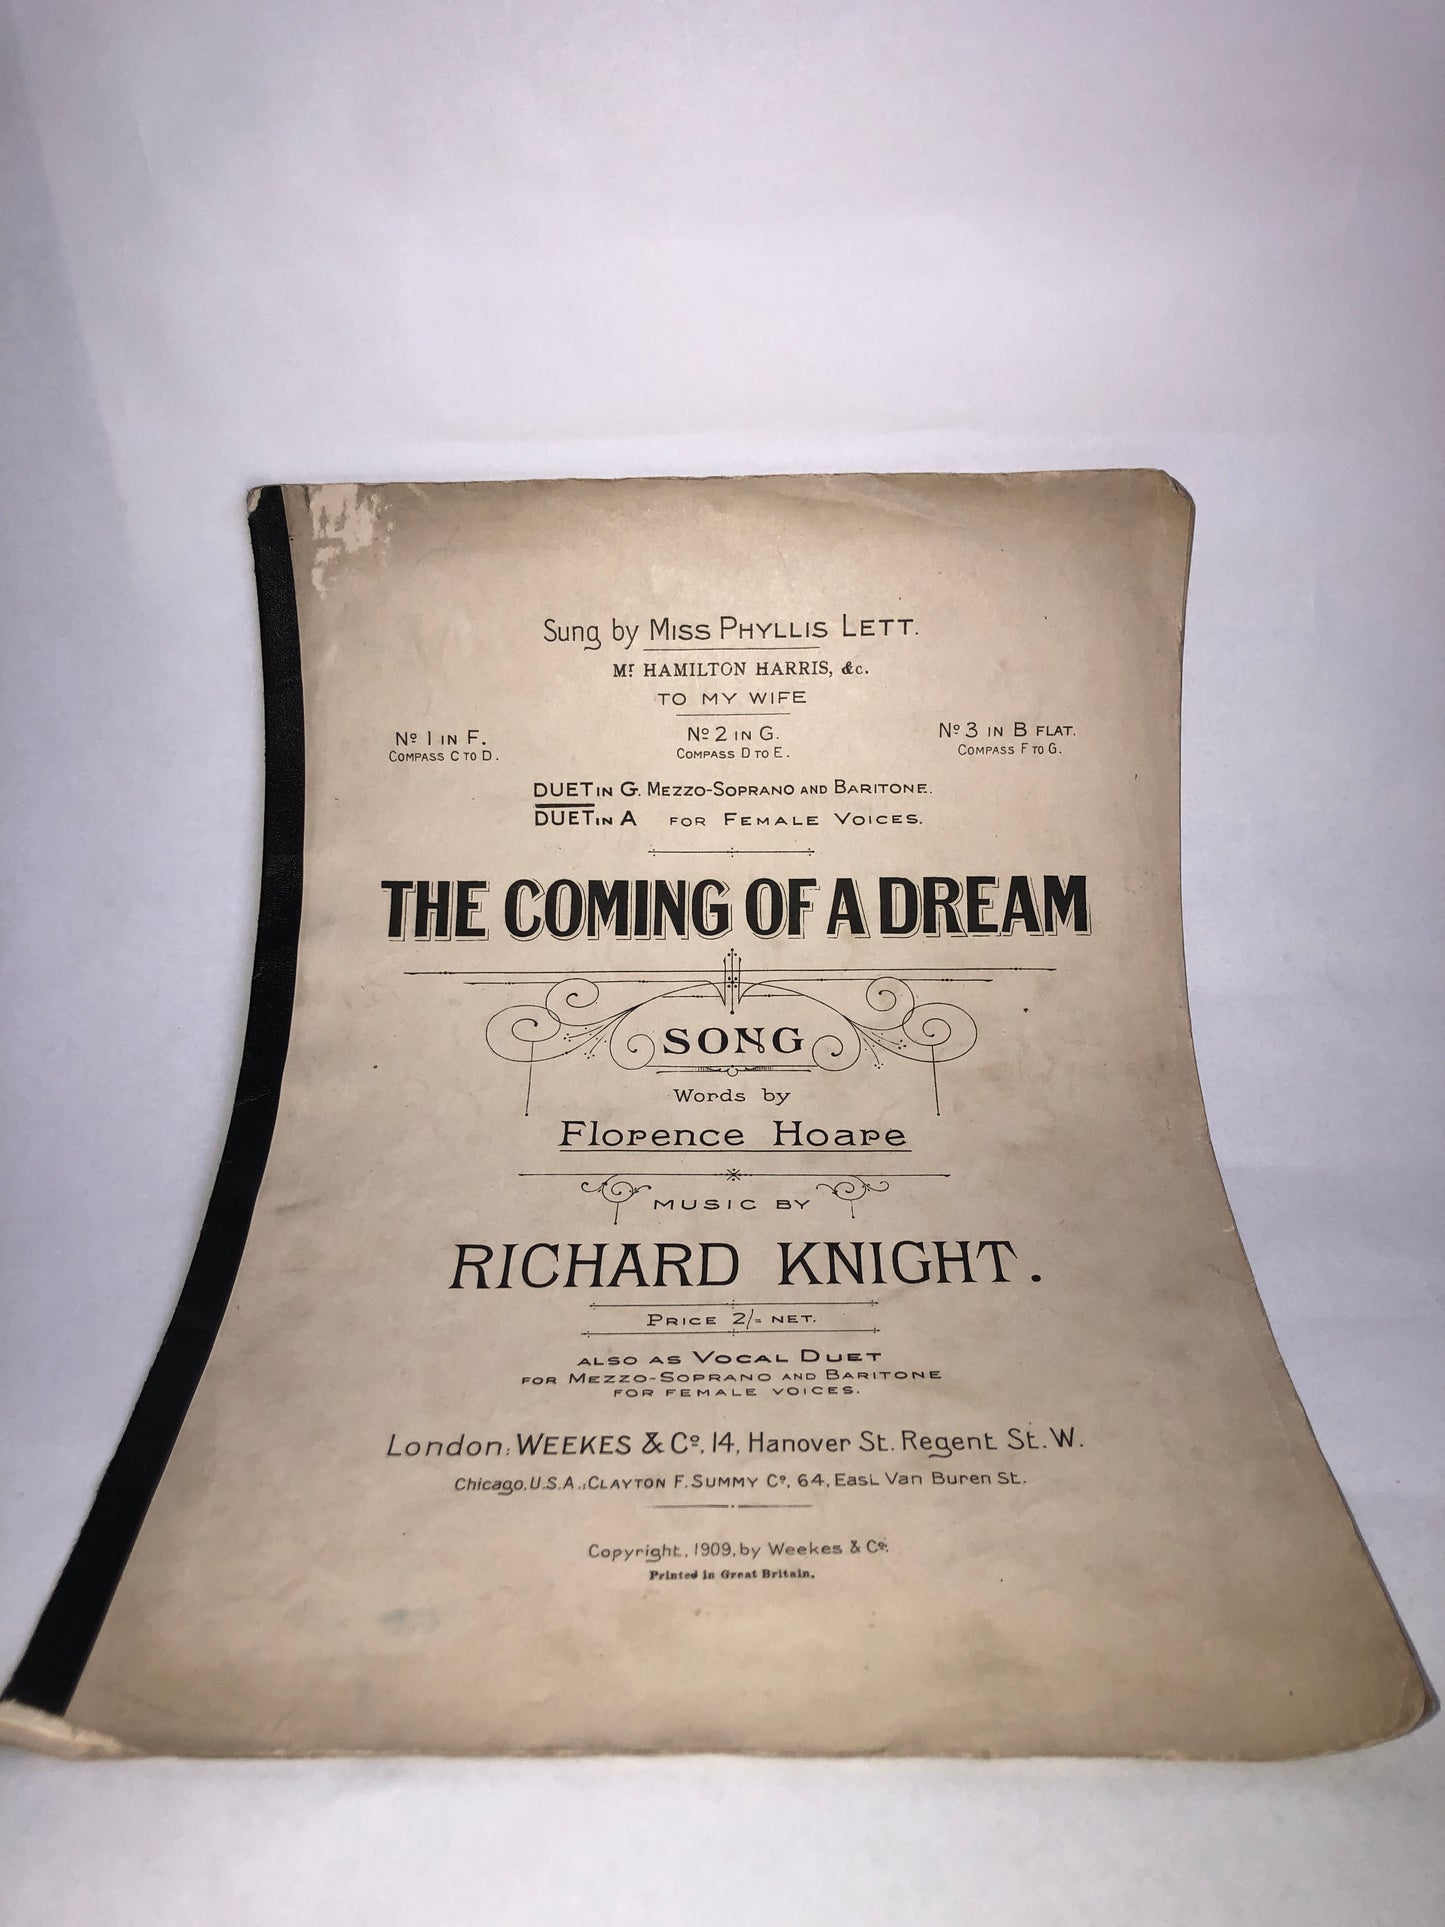 Sung by MISS PHYLLIS LETT.
Mr HAMILTON HARRIS, &c.
TO MY WIFE
No 1 IN F.
COMPASS C TO D.
No 2 IN G.
COMPASS D TO E.
No 3 IN B FLAT.
COMPASS F TO G.
DUET IN G. MEZZO-SOPRANO AND BARITONE.
DUET IN A FOR FEMALE VOICES.
THE COMING OF A DREAM
SONG
Words by
Florence Hoare
MUSIC BY
RICHARD KNIGHT.
PRICE 2/= NET.
ALSO AS VOCAL DUET
FOR MEZZO-SOPRANO AND BARITONE
FOR FEMALE VOICES.
London: WEEKES & Co, 14, Hanover St. Regent St. W.
Chicago, U.S.A.: CLAYTON F. SUMMY Co, 64, East Van Buren St.
Copyright, 1909, by Weekes & Co.
Printed in Great Britain.